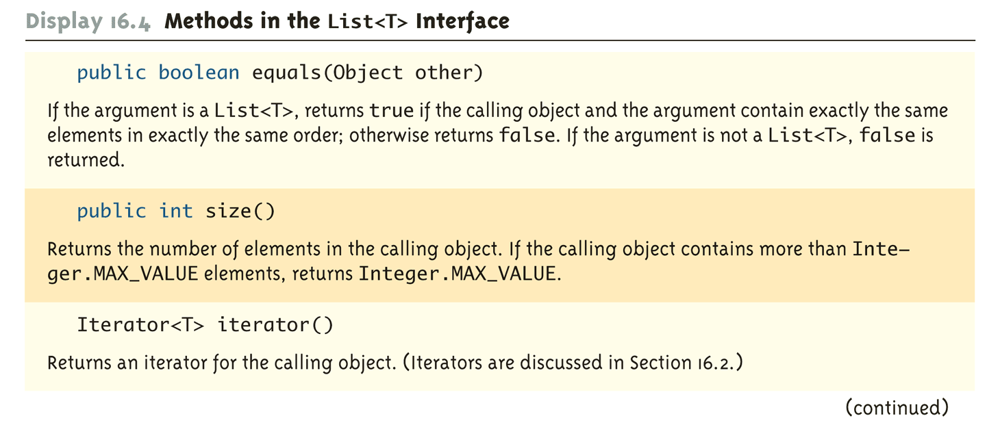 Display 16.4 Methods in the List<T> Interface
public boolean equals(Object other)
If the argument is a List<T>, returns true if the calling object and the argument contain exactly the same
elements in exactly the same order; otherwise returns false. If the argument is not a List<T>, false is
returned.
public int size()
Returns the number of elements in the calling object. If the calling object contains more than Inte–
ger.MAX_VALUE elements, returns Integer.MAX_VALUE.
Iterator<T> iterator()
Returns an iterator for the calling object. (Iterators are discussed in Section 16.2.)
(continued)